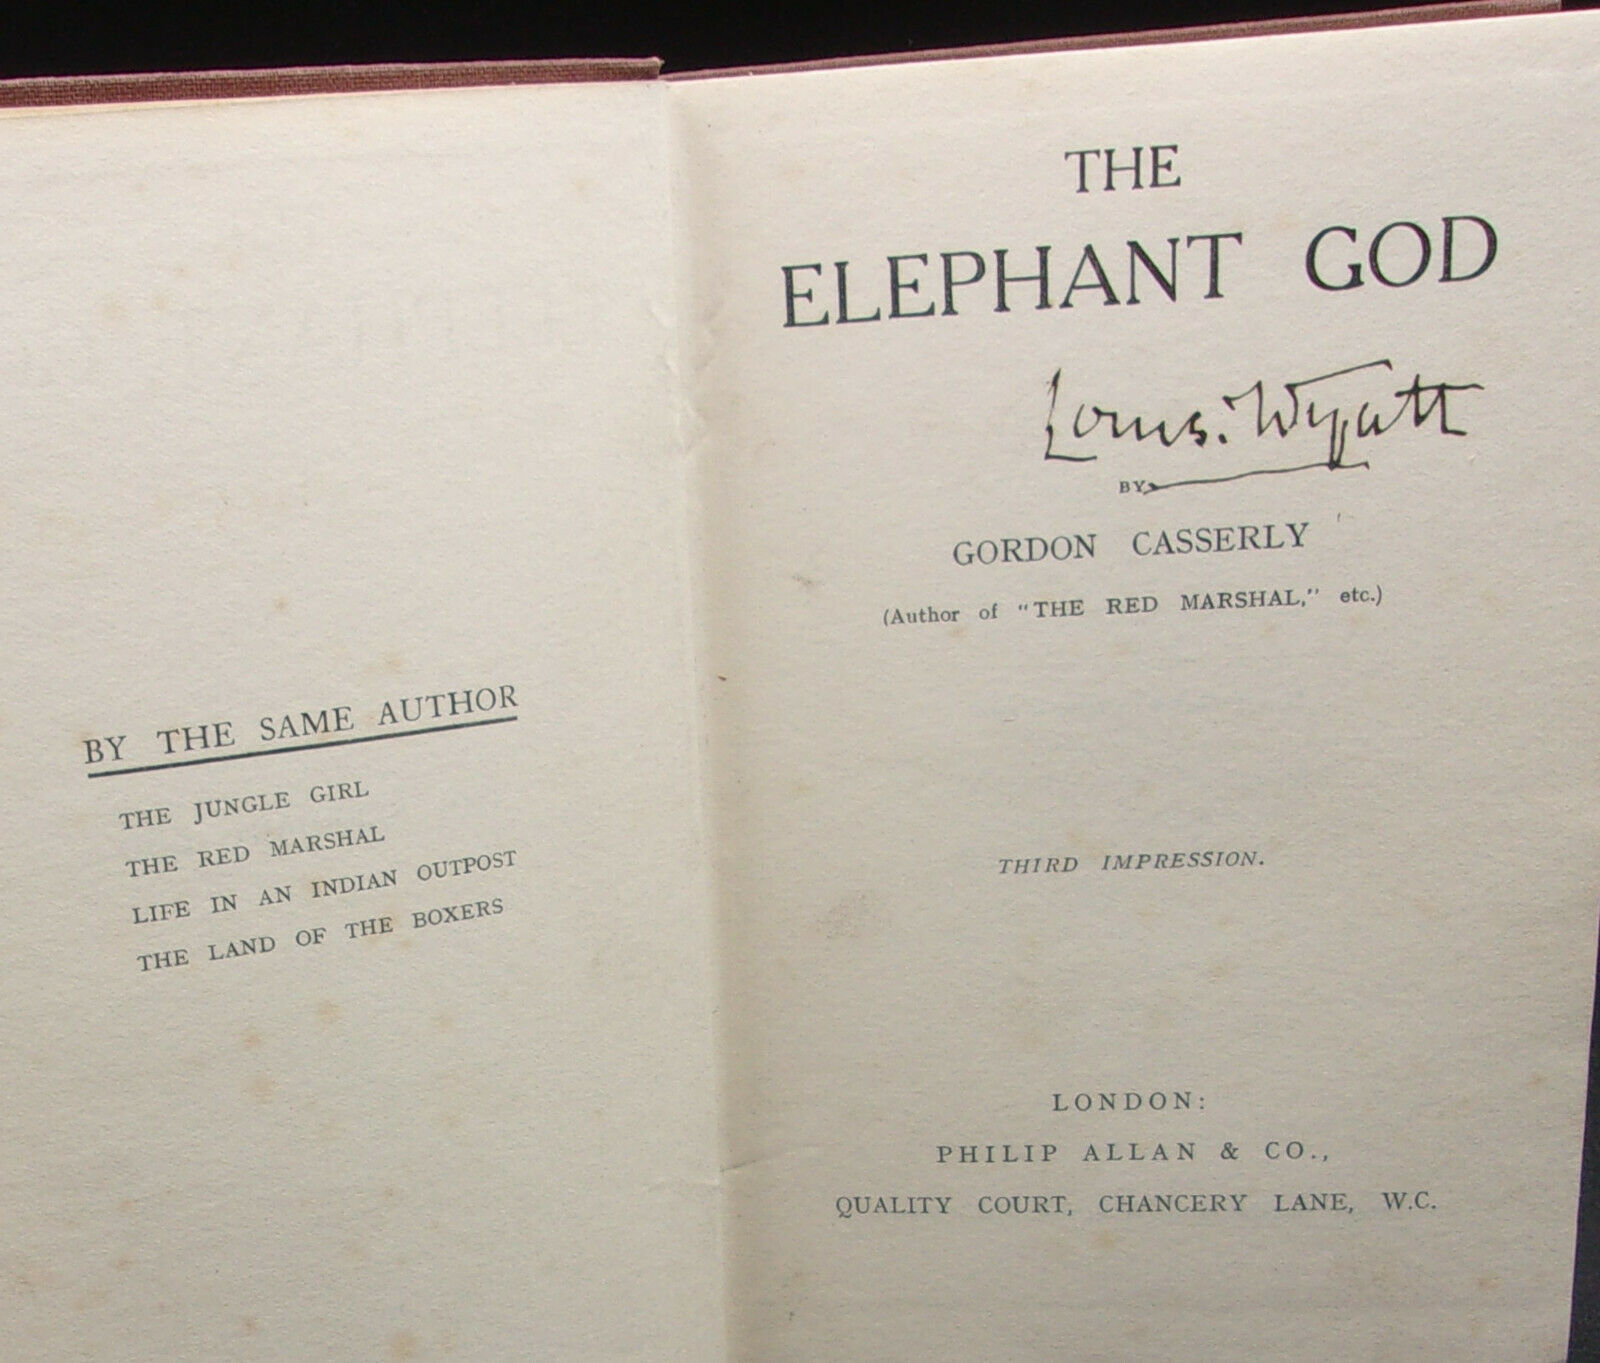 BY THE SAME AUTHOR
THE JUNGLE GIRL
THE RED MARSHAL
LIFE IN AN INDIAN OUTPOST
THE LAND OF THE BOXERS
THE
ELEPHANT GOD
Louis. Wyatt
BY
GORDON CASSERLY
(Author of "THE RED MARSHAL," etc.)
THIRD IMPRESSION.
LONDON:
PHILIP ALLAN & CO.,
QUALITY COURT, CHANCERY LANE, W.C.